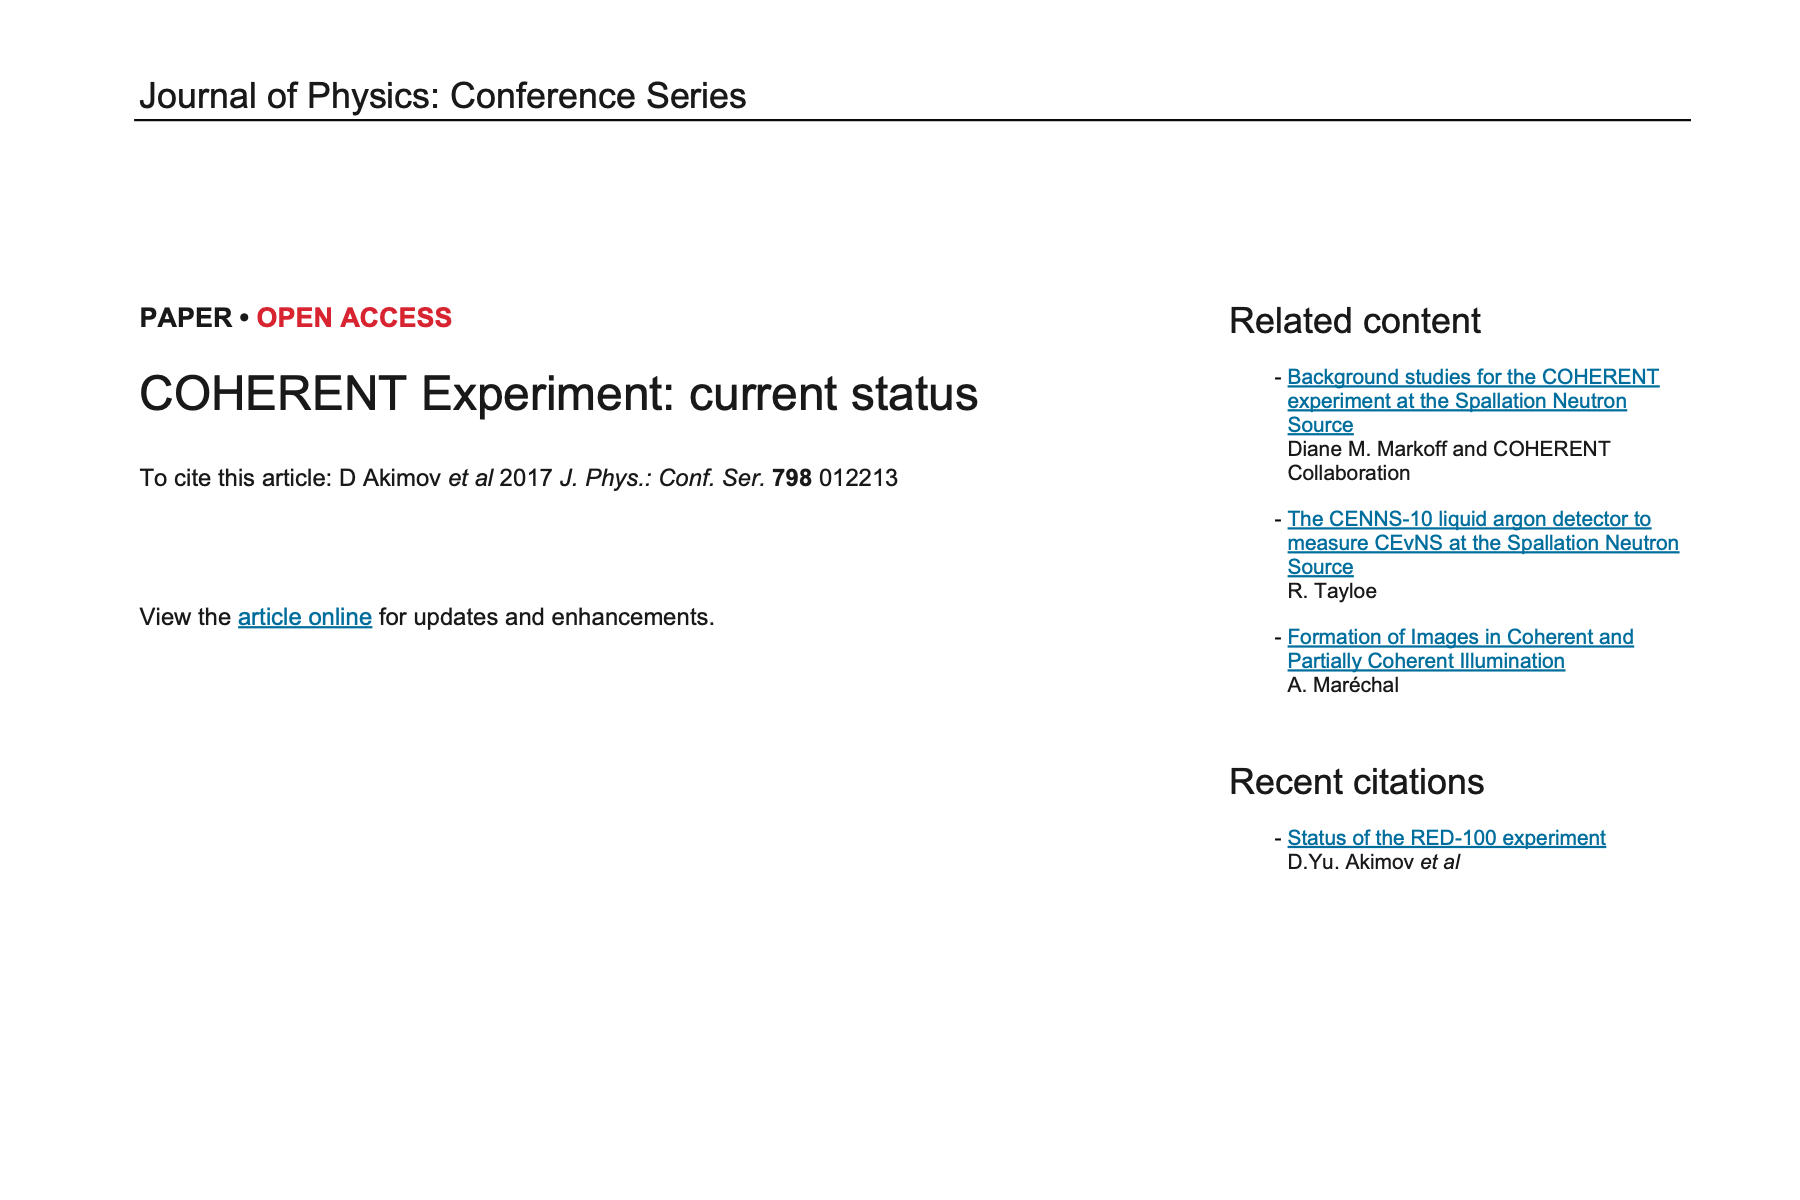 Journal of Physics: Conference Series
PAPER • OPEN ACCESS
COHERENT Experiment: current status
To cite this article: D Akimov et al 2017 J. Phys.: Conf. Ser. 798 012213
View the article online for updates and enhancements.
Related content
- Background studies for the COHERENT
experiment at the Spallation Neutron
Source
Diane M. Markoff and COHERENT
Collaboration
- The CENNS-10 liquid argon detector to
measure CEvNS at the Spallation Neutron
Source
R. Tayloe
- Formation of Images in Coherent and
Partially Coherent Illumination
A. Maréchal
Recent citations
- Status of the RED-100 experiment
D.Yu. Akimov et al